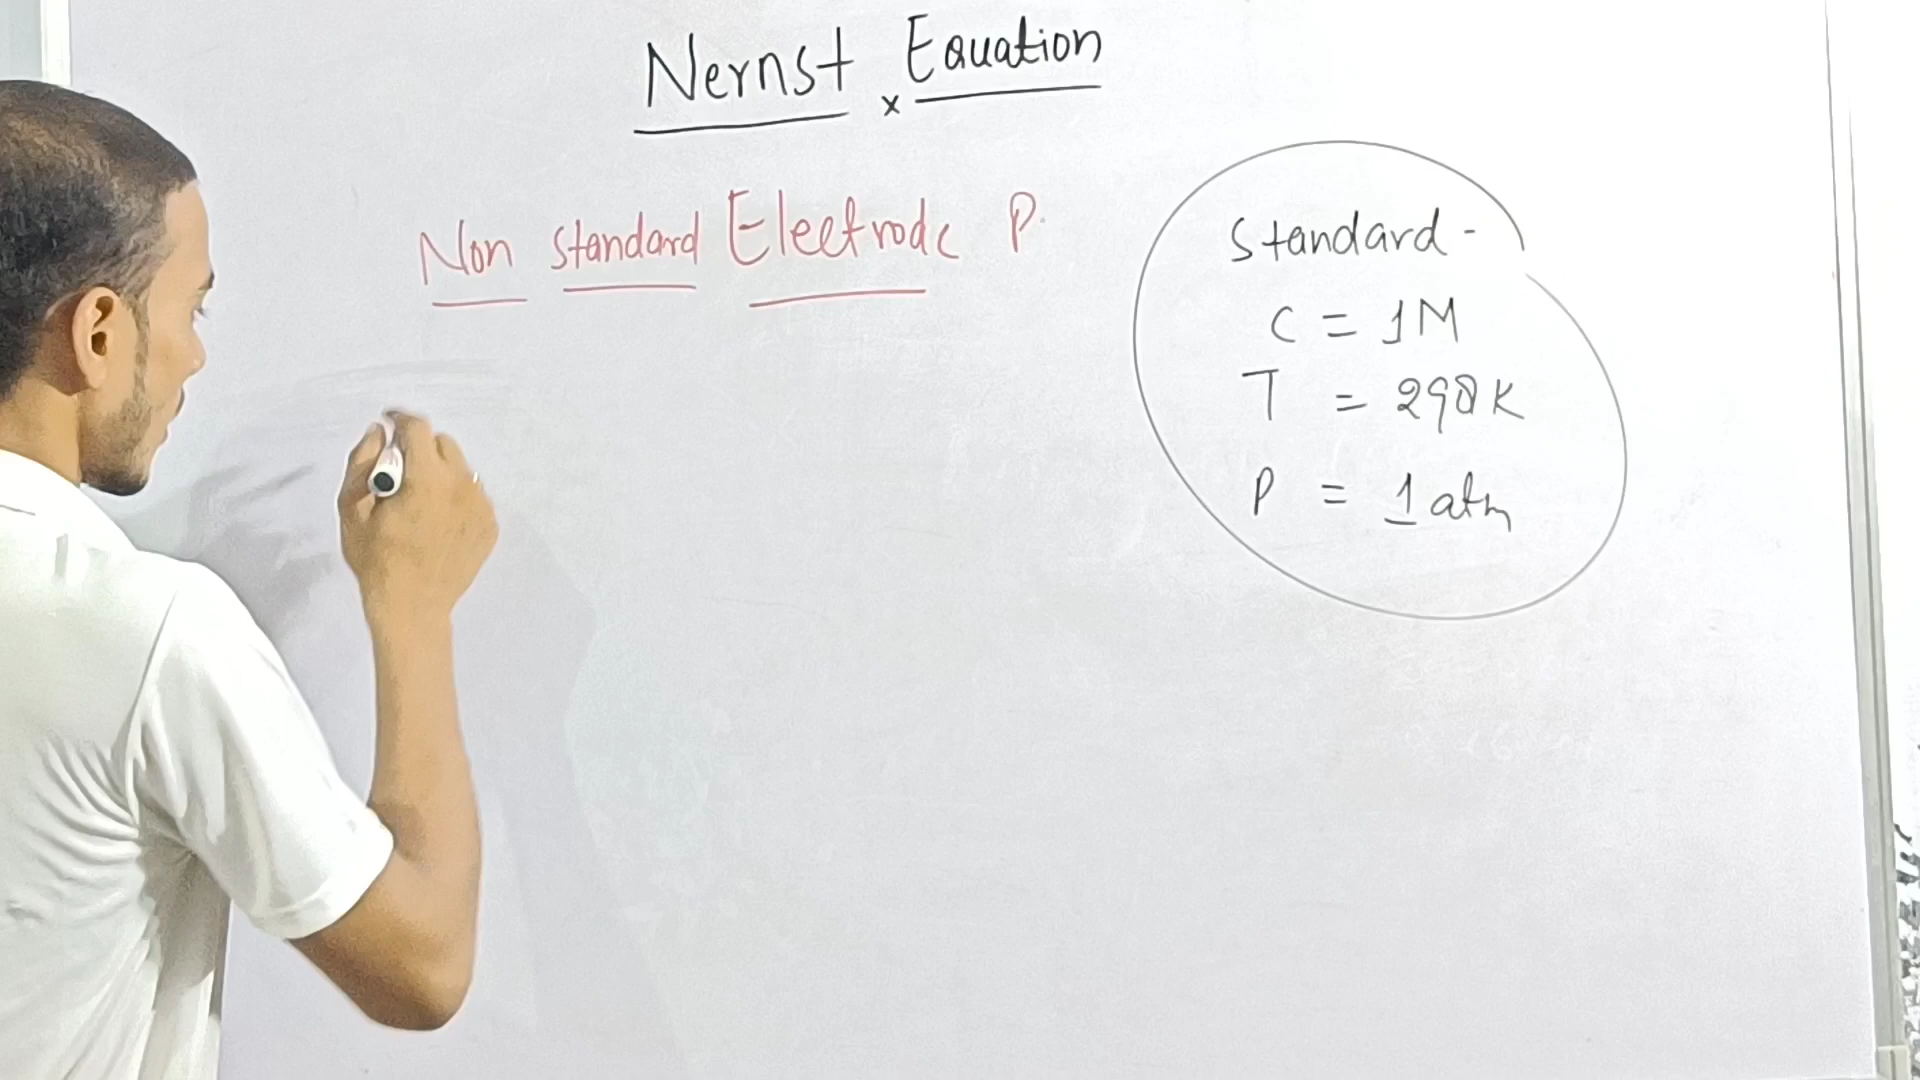 Nernst Equation
x
Non standard Electrode P.
Standard -
C = 1M
T = 298K
P = 1 atm